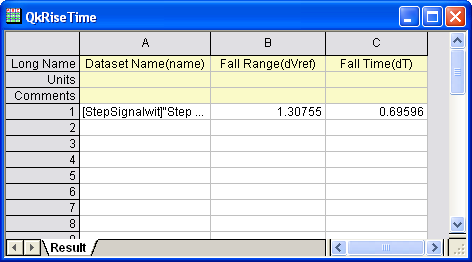 QkRiseTime
A B C
Long Name Dataset Name(name) Fall Range(dVref) Fall Time(dT)
Units
Comments
1 [StepSignalwit]"Step ... 1.30755 0.69596
2
3
4
5
6
7
8
Result